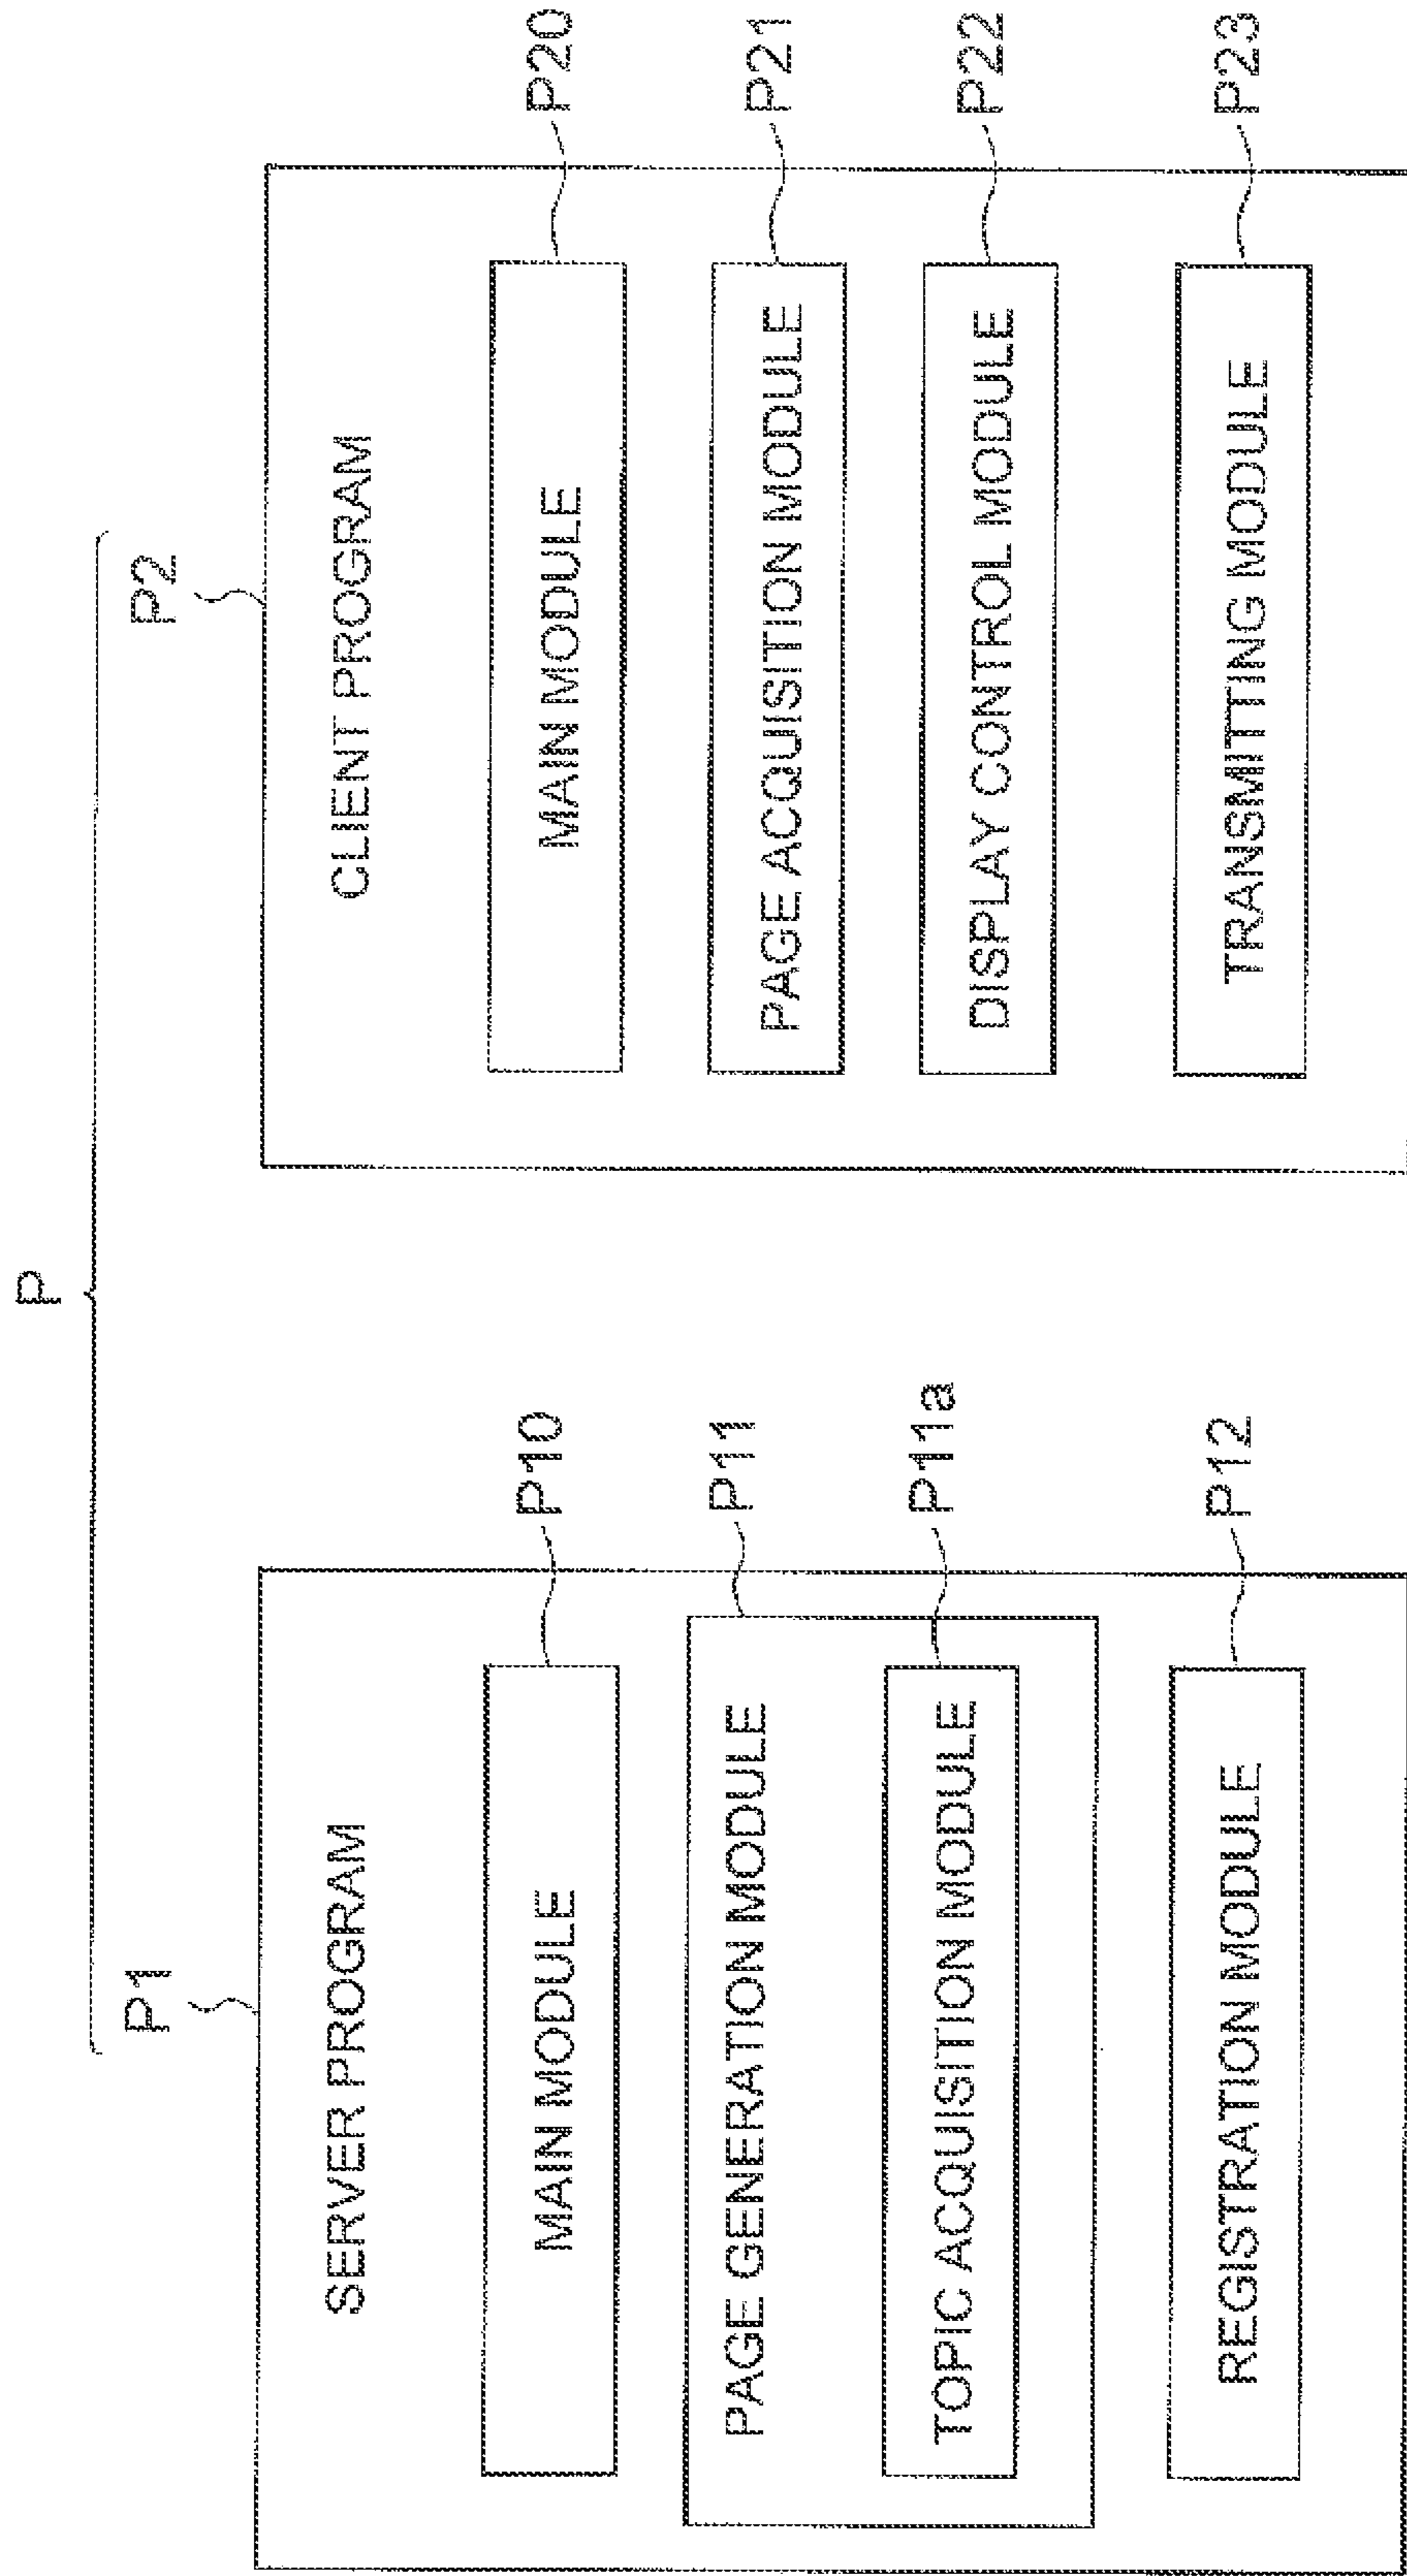 P
P1
SERVER PROGRAM
MAIN MODULE
P10
PAGE GENERATION MODULE
P11
TOPIC ACQUISITION MODULE
P11a
REGISTRATION MODULE
P12
P2
CLIENT PROGRAM
MAIN MODULE
P20
PAGE ACQUISITION MODULE
P21
DISPLAY CONTROL MODULE
P22
TRANSMITTING MODULE
P23